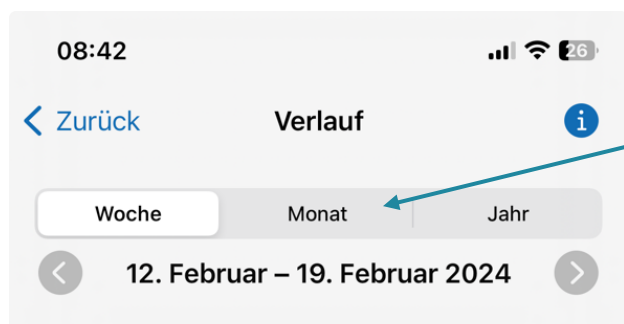 08:42 26
Zurück Verlauf i
Woche Monat Jahr
12. Februar – 19. Februar 2024